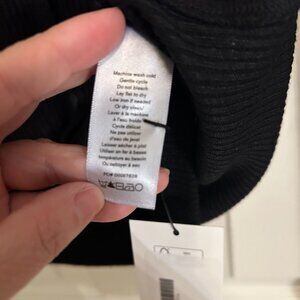 Machine wash cold
Gentle cycle
Do not bleach
Lay flat to dry
Low iron if needed
Or dry clean/
Laver à la machine
à l'eau froide
Cycle délicat
Ne pas utiliser
d'eau de javel
Laisser sécher à plat
Utiliser un fer à basse
température au besoin
Ou nettoyer à sec